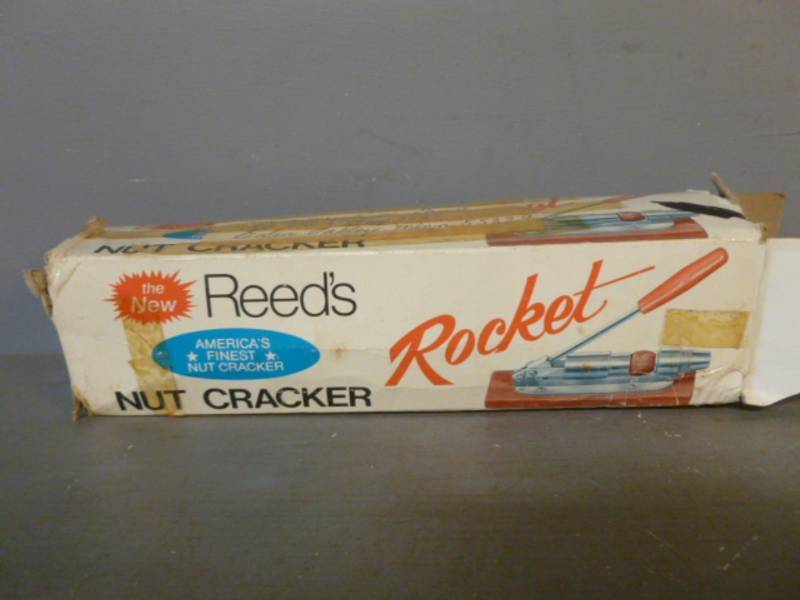 NUT CRACKER
the
New
Reed's
AMERICA'S
FINEST
NUT CRACKER
Rocket
NUT CRACKER